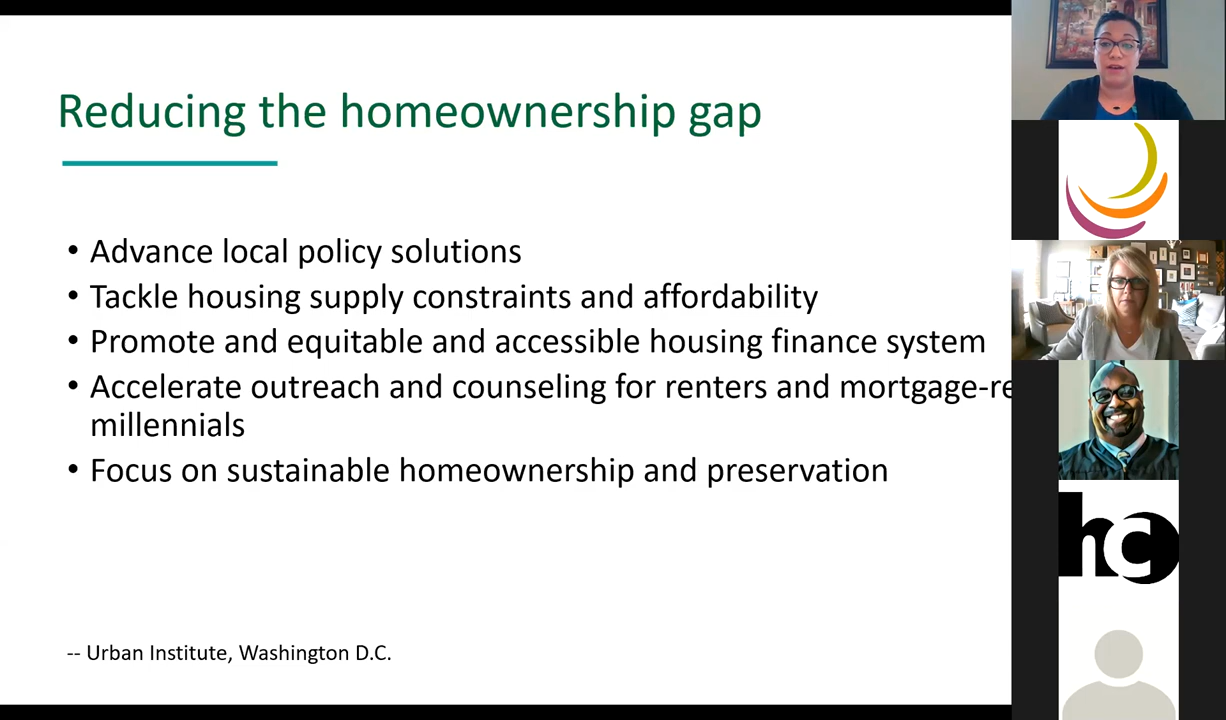 Reducing the homeownership gap
• Advance local policy solutions
• Tackle housing supply constraints and affordability
• Promote and equitable and accessible housing finance system
• Accelerate outreach and counseling for renters and mortgage-re
millennials
• Focus on sustainable homeownership and preservation
-- Urban Institute, Washington D.C.
hc